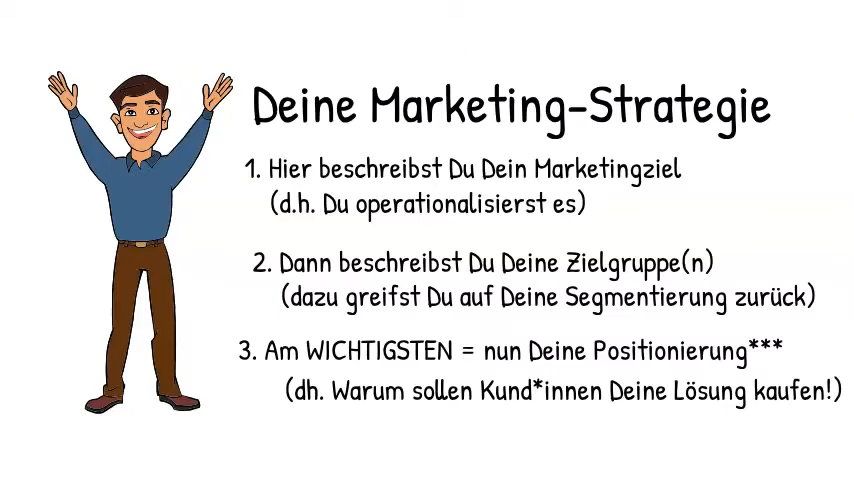 Deine Marketing-Strategie
1. Hier beschreibst Du Dein Marketingziel
(d.h. Du operationalisierst es)
2. Dann beschreibst Du Deine Zielgruppe(n)
(dazu greifst Du auf Deine Segmentierung zurück)
3. Am WICHTIGSTEN = nun Deine Positionierung***
(dh. Warum sollen Kund*innen Deine Lösung kaufen!)